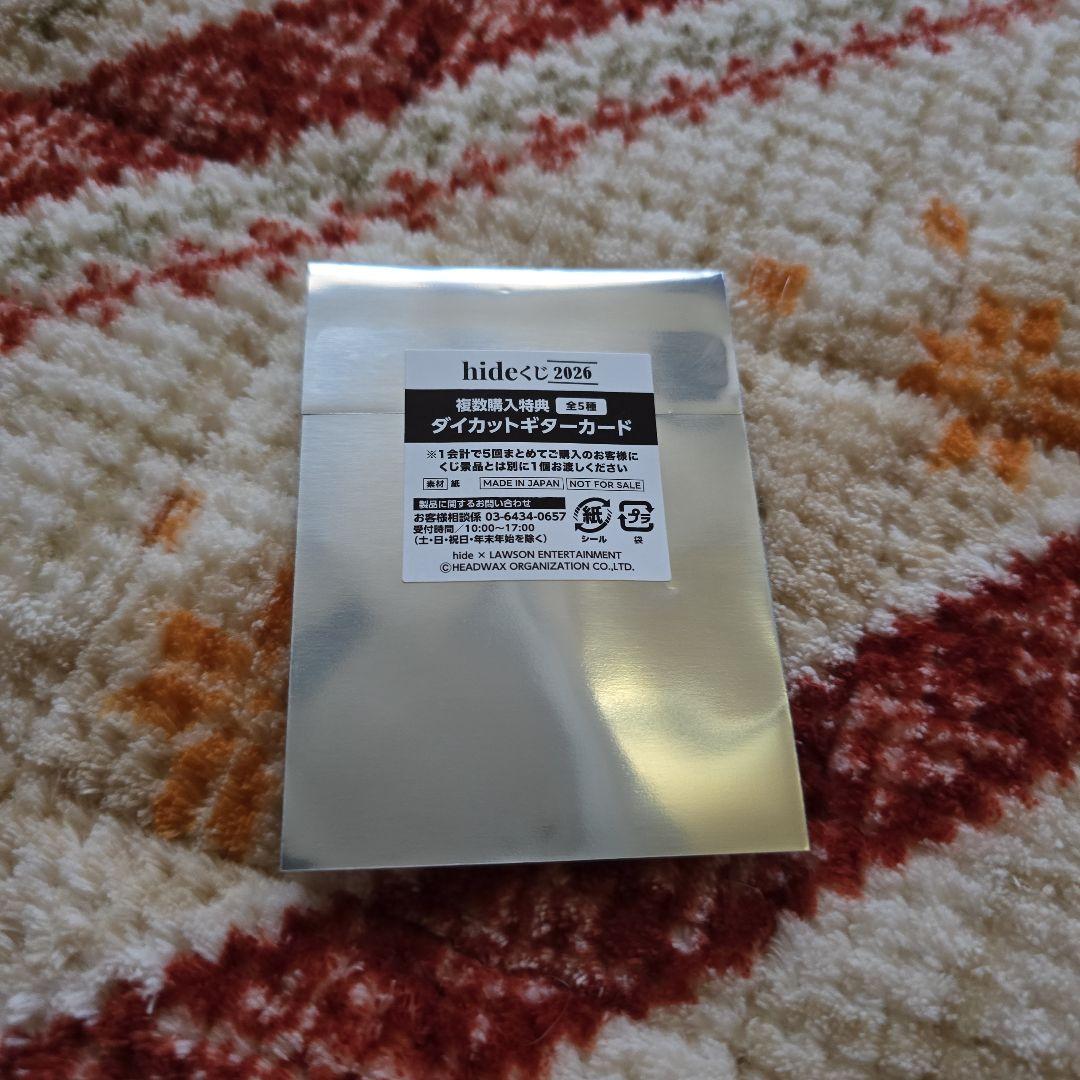 hideくじ 2026
複数購入特典 全5種
ダイカットギターカード
※1会計で5回まとめてご購入のお客様に
くじ景品とは別に1個お渡しください
素材 紙 MADE IN JAPAN NOT FOR SALE
製品に関するお問い合わせ
お客様相談係 03-6434-0657
受付時間/10:00～17:00
(土・日・祝日・年末年始を除く)
紙 シール
プラ 袋
hide × LAWSON ENTERTAINMENT
©HEADWAX ORGANIZATION CO.,LTD.